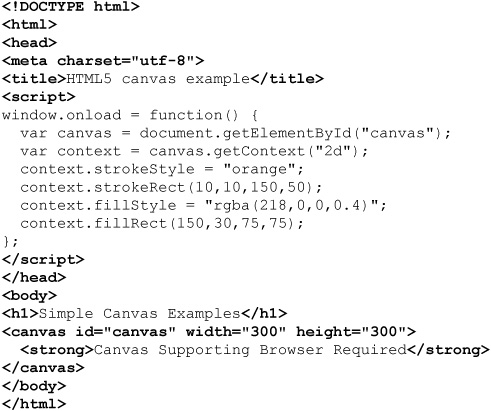 <!DOCTYPE html>
<html>
<head>
<meta charset="utf-8">
<title>HTML5 canvas example</title>
<script>
window.onload = function() {
  var canvas = document.getElementById("canvas");
  var context = canvas.getContext("2d");
  context.strokeStyle = "orange";
  context.strokeRect(10,10,150,50);
  context.fillStyle = "rgba(218,0,0,0.4)";
  context.fillRect(150,30,75,75);
};
</script>
</head>
<body>
<h1>Simple Canvas Examples</h1>
<canvas id="canvas" width="300" height="300">
  <strong>Canvas Supporting Browser Required</strong>
</canvas>
</body>
</html>